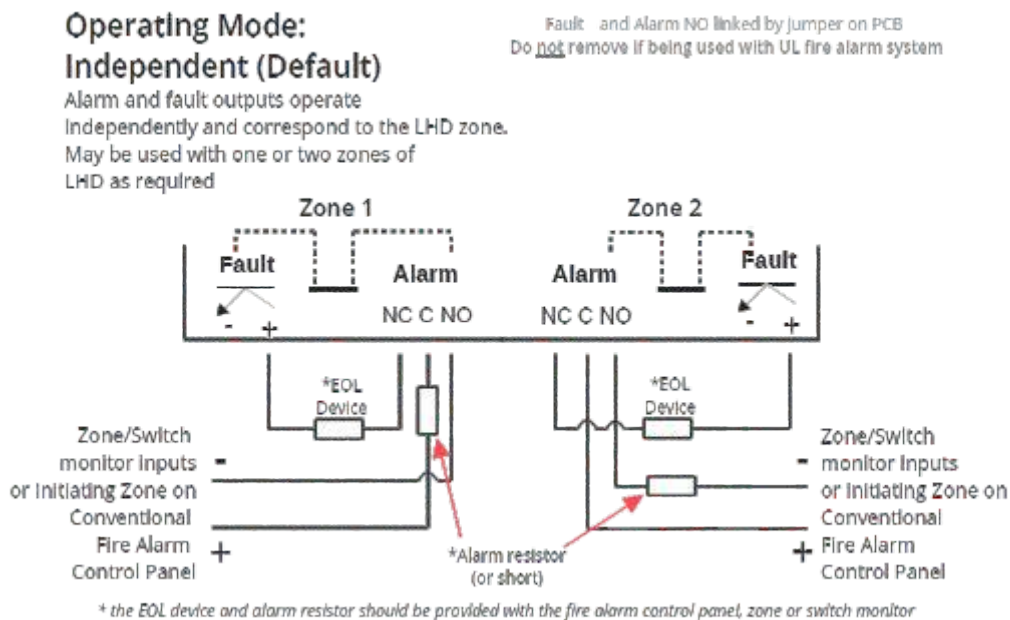 Operating Mode:
Independent (Default)
Alarm and fault outputs operate
Independently and correspond to the LHD zone.
May be used with one or two zones of
LHD as required
Fault and Alarm NO linked by Jumper on PCB
Do not remove if being used with UL fire alarm system
Zone 1
Zone 2
Fault
Alarm
Alarm
Fault
- +
NC C NO
NC C NO
- +
*EOL
Device
*EOL
Device
Zone/Switch
monitor Inputs
or Initiating Zone on
Conventional
Fire Alarm
Control Panel
-
+
*Alarm resistor
(or short)
-
+
Zone/Switch
monitor Inputs
or Initiating Zone on
Conventional
Fire Alarm
Control Panel
* the EOL device and alarm resistor should be provided with the fire alarm control panel, zone or switch monitor